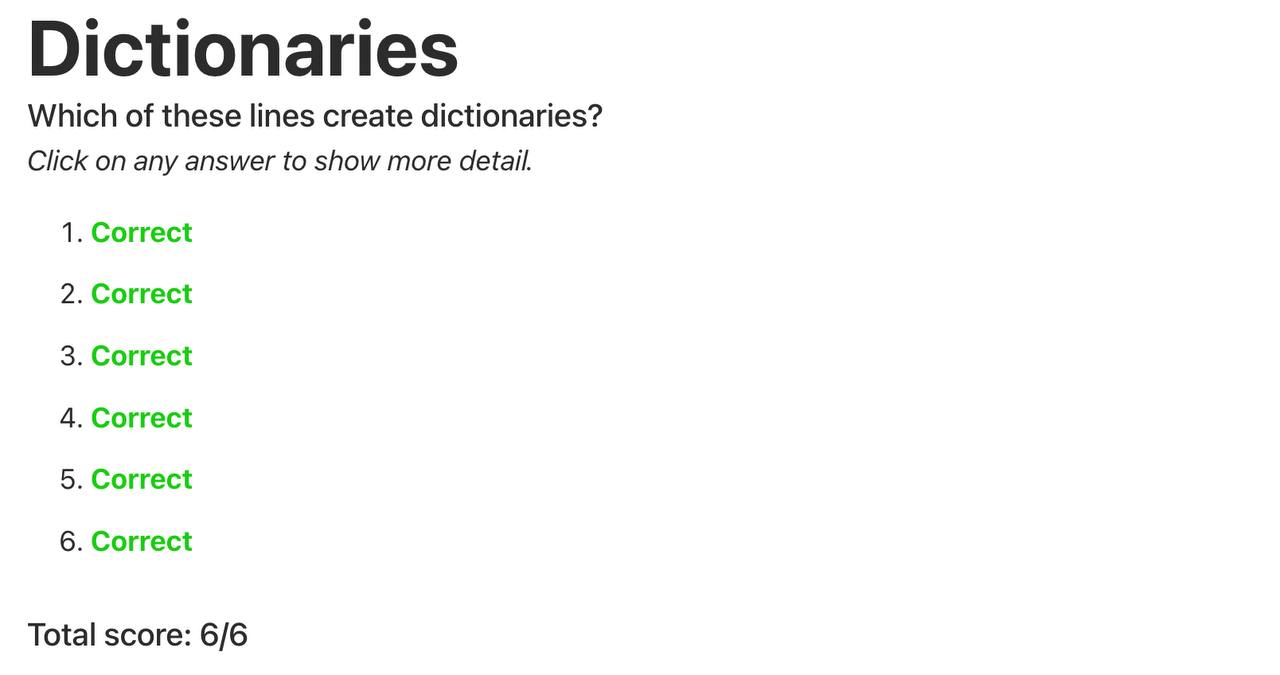 Dictionaries
Which of these lines create dictionaries?
Click on any answer to show more detail.
1. Correct
2. Correct
3. Correct
4. Correct
5. Correct
6. Correct
Total score: 6/6